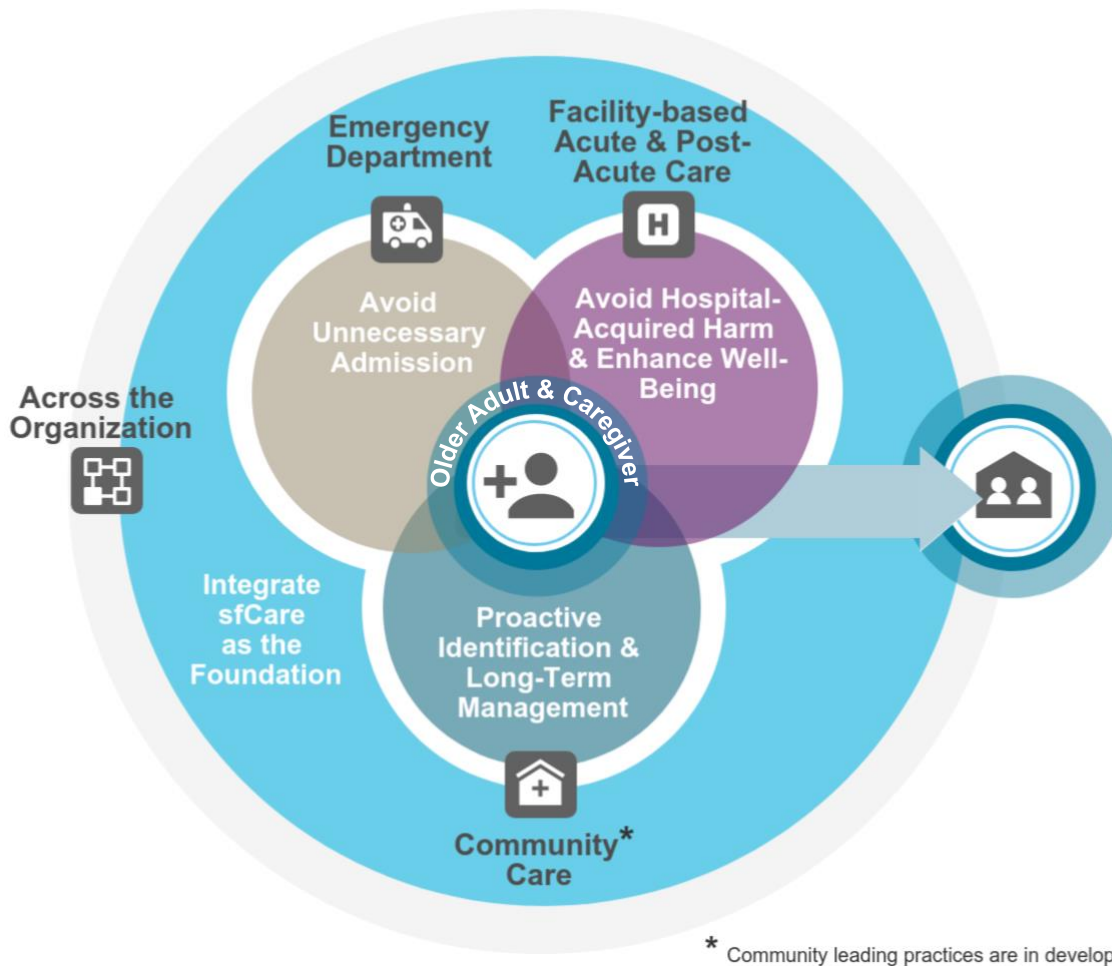 Emergency
Department
Facility-based
Acute & Post-
Acute Care
Avoid
Unnecessary
Admission
Avoid Hospital-
Acquired Harm
& Enhance Well-
Being
Across the
Organization
Older Adult & Caregiver
Integrate
sfCare
as the
Foundation
Proactive
Identification &
Long-Term
Management
Community*
Care
* Community leading practices are in develop